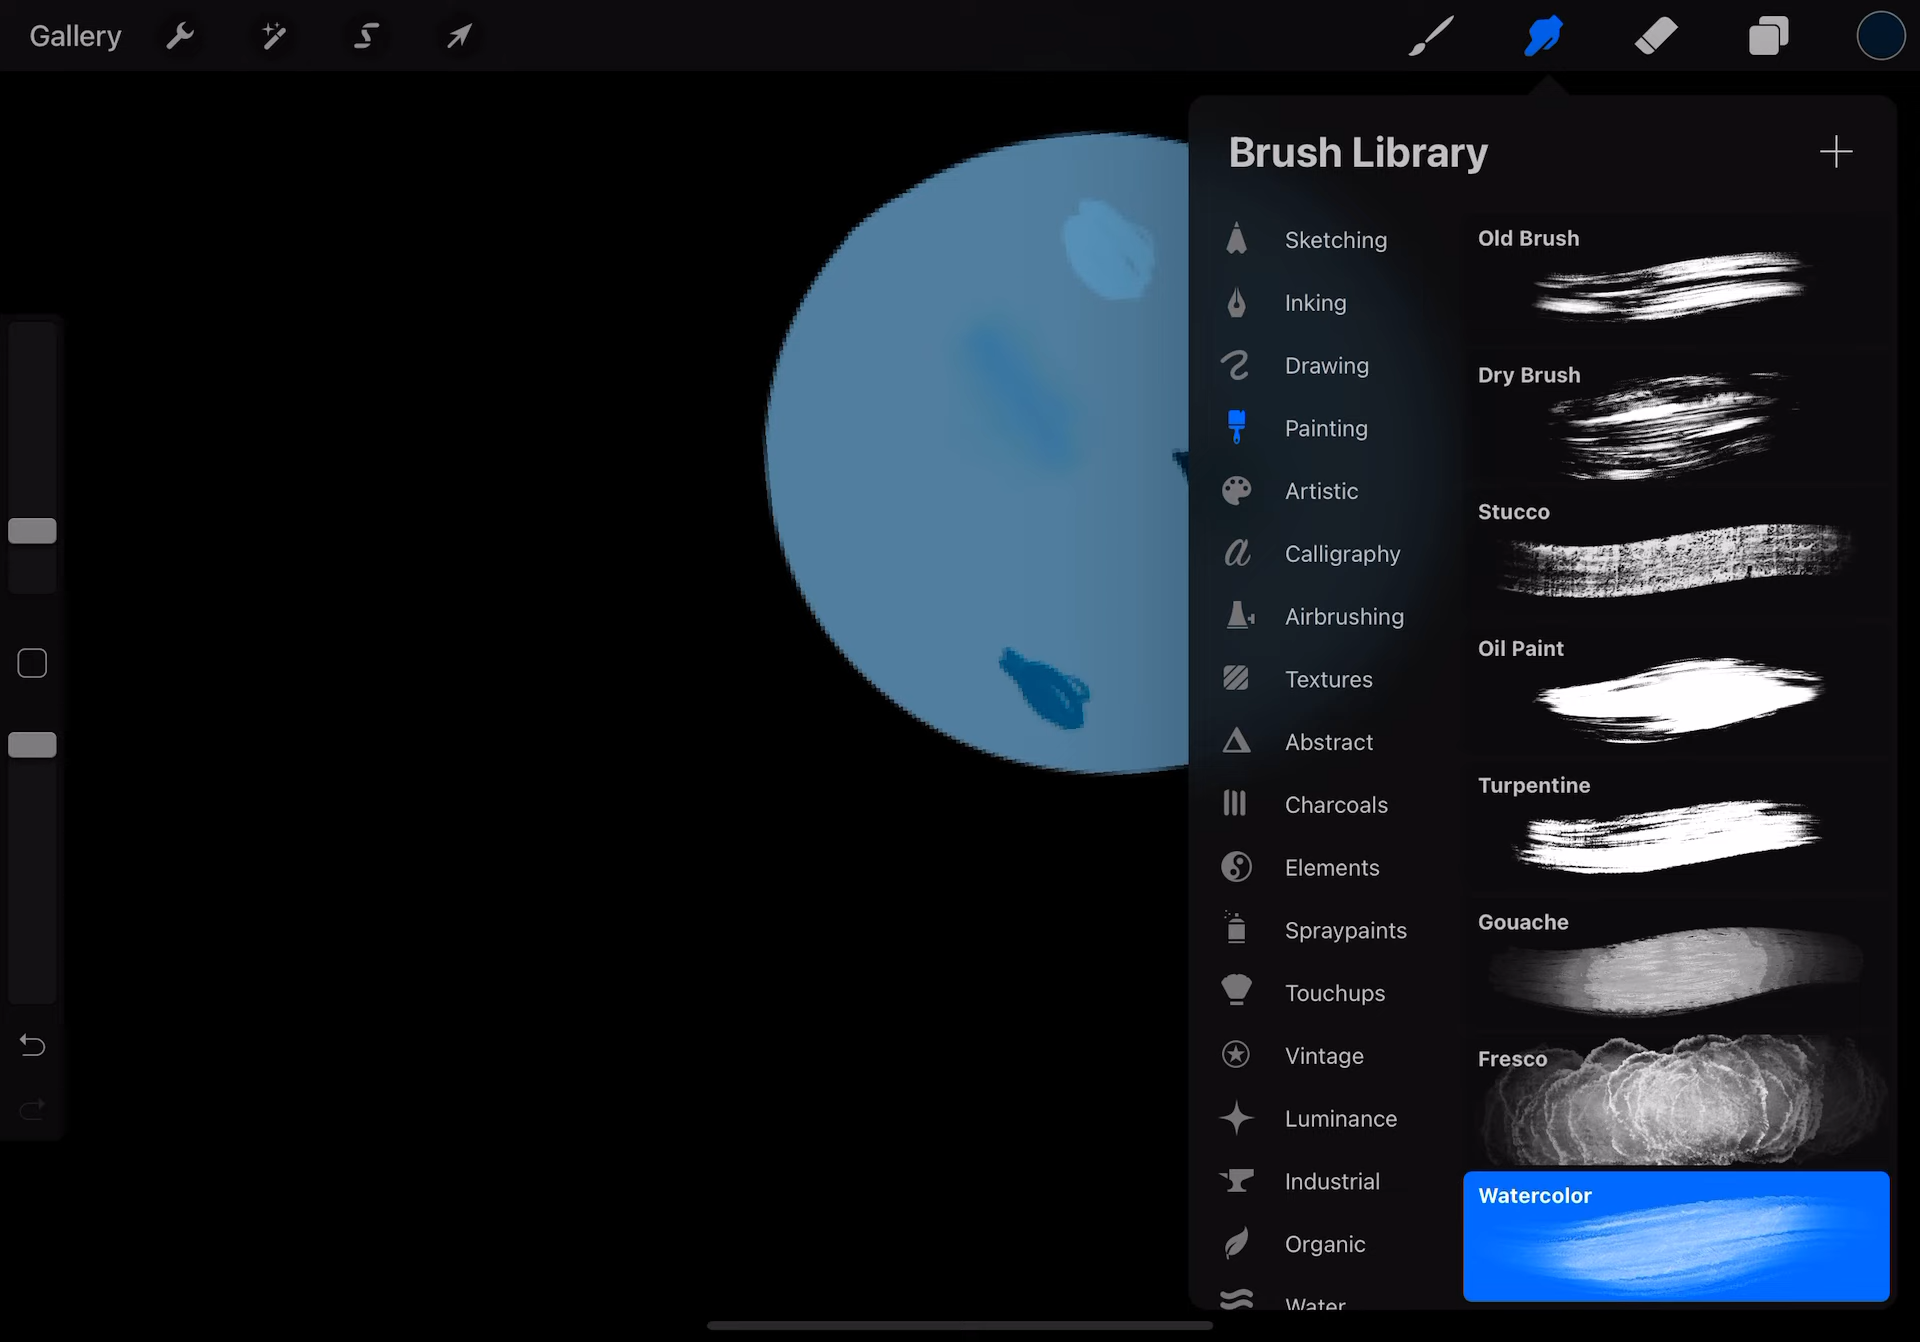 Gallery
Brush Library
Sketching
Inking
Drawing
Painting
Artistic
Calligraphy
Airbrushing
Textures
Abstract
Charcoals
Elements
Spraypaints
Touchups
Vintage
Luminance
Industrial
Organic
Water
Old Brush
Dry Brush
Stucco
Oil Paint
Turpentine
Gouache
Fresco
Watercolor